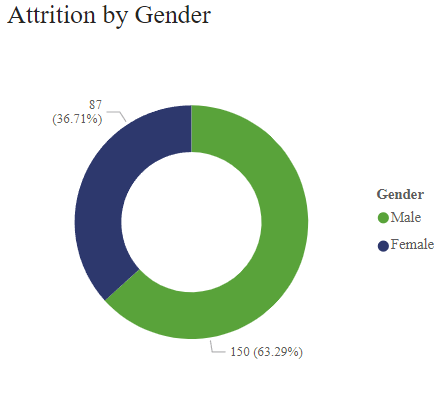 Attrition by Gender
87
(36.71%)
Gender
Male
Female
150 (63.29%)